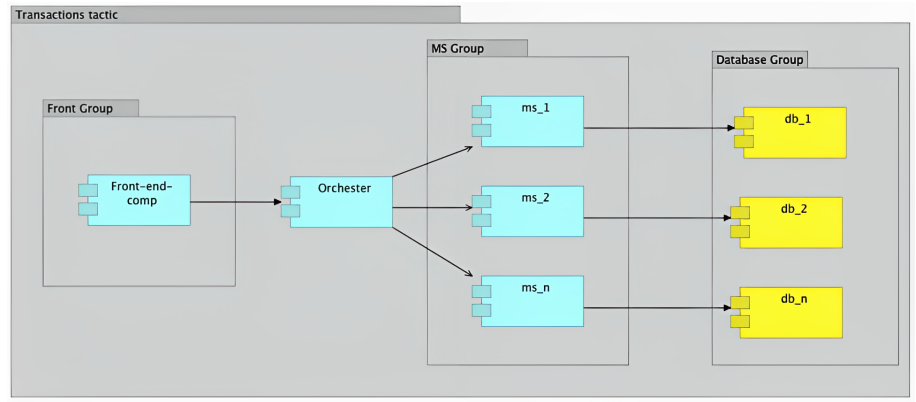 Transactions tactic
MS Group
Database Group
Front Group
ms_1
db_1
Front-end-
comp
Orchester
ms_2
db_2
ms_n
db_n